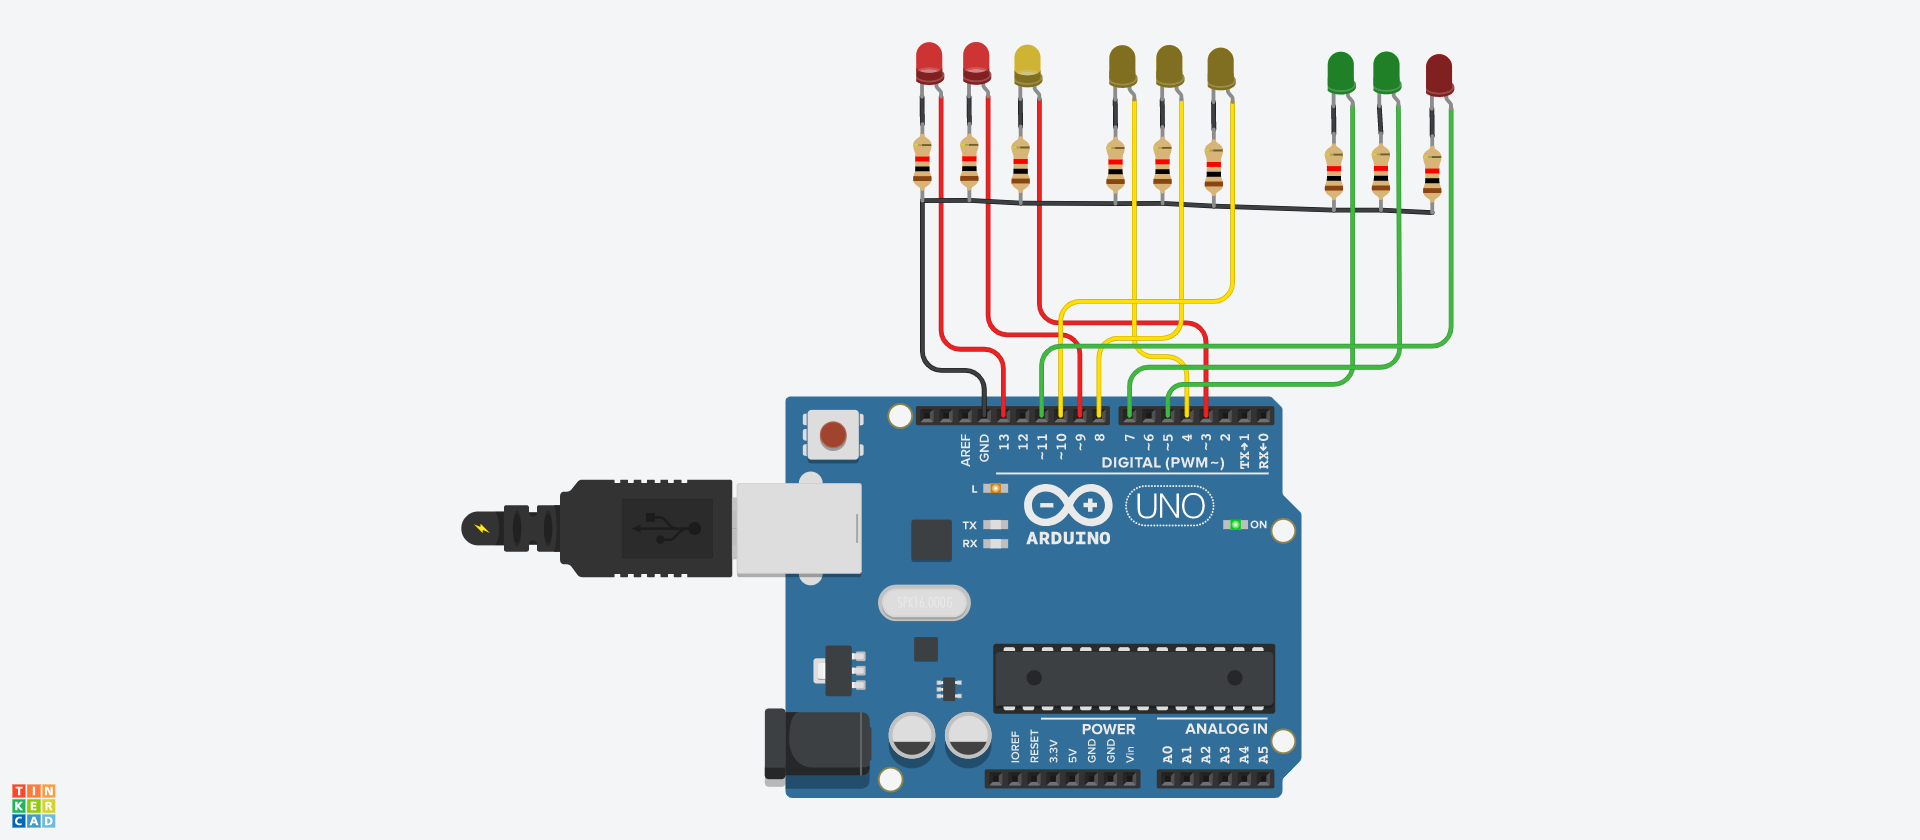 AREF
GND
13
12
~11
~10
~9
8
7
~6
~5
4
~3
2
TX→1
RX←0
DIGITAL (PWM~)
L
TX
RX
ARDUINO
UNO
ON
SPK16.000G
POWER
ANALOG IN
IOREF
RESET
3.3V
5V
GND
GND
Vin
A0
A1
A2
A3
A4
A5
TIN
KER
CAD